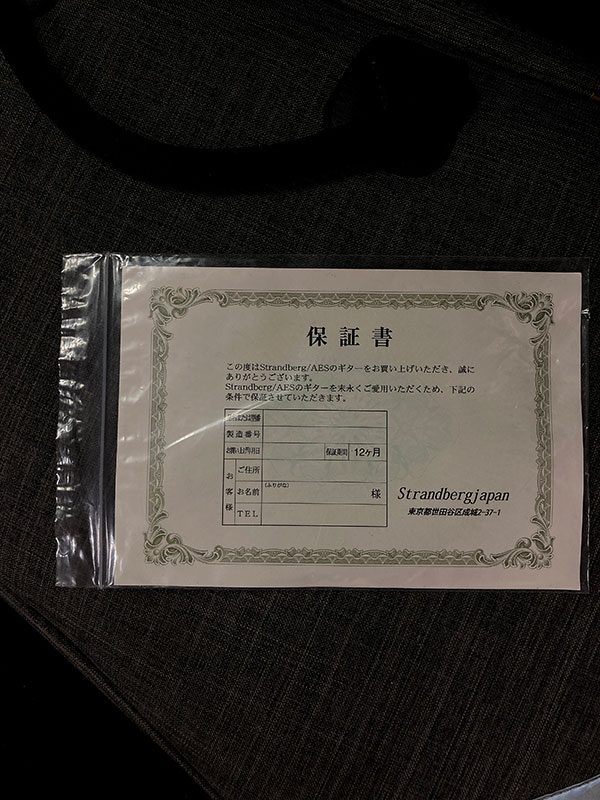 保証書
この度はStrandberg/AESのギターをお買い上げいただき、誠に
ありがとうございます。
Strandberg/AESのギターを末永くご愛用いただくため、下記の
条件で保証させていただきます。
製造番号
保証期間 12ヶ月
お客様
ご住所
(ふりがな)
お名前 様
TEL
Strandbergjapan
東京都世田谷区成城2-37-1